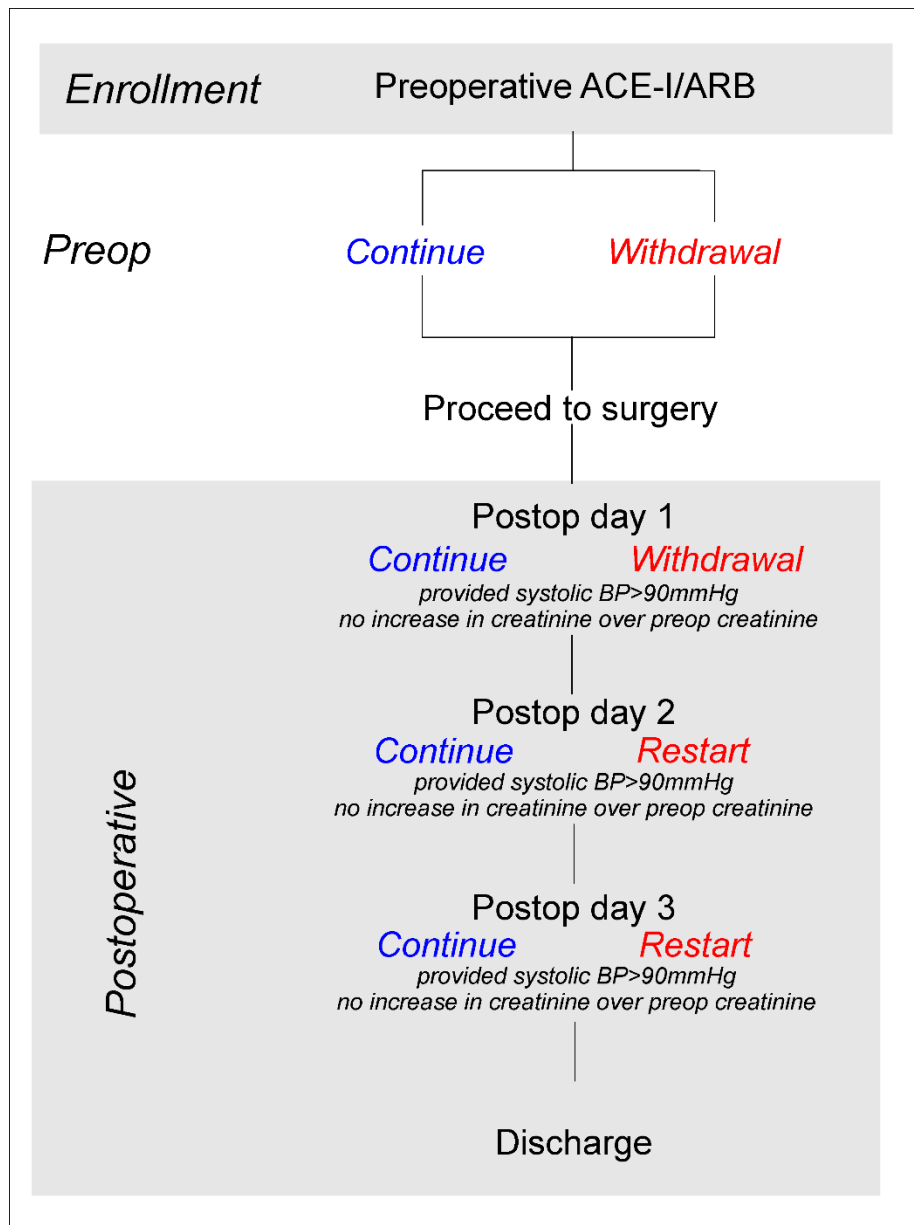 Enrollment Preoperative ACE-I/ARB
Preop Continue Withdrawal
Proceed to surgery
Postoperative
Postop day 1
Continue Withdrawal
provided systolic BP>90mmHg
no increase in creatinine over preop creatinine
Postop day 2
Continue Restart
provided systolic BP>90mmHg
no increase in creatinine over preop creatinine
Postop day 3
Continue Restart
provided systolic BP>90mmHg
no increase in creatinine over preop creatinine
Discharge